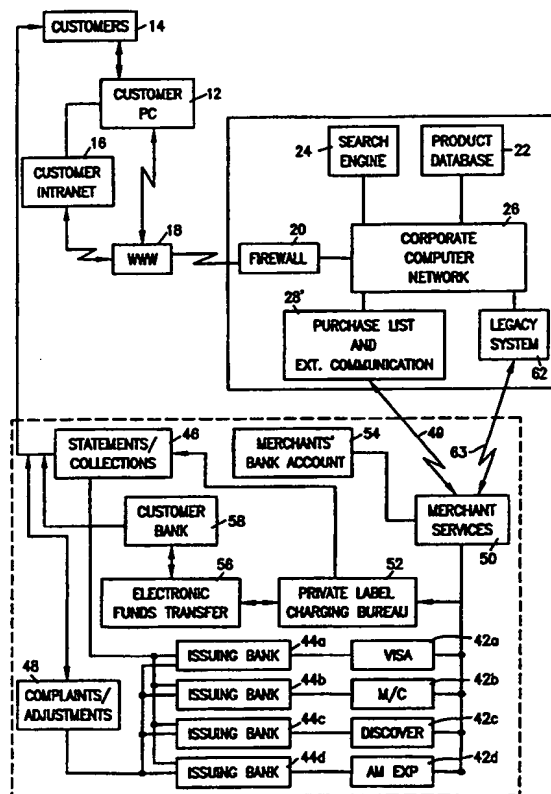 CUSTOMERS
14
CUSTOMER
PC
12
16
CUSTOMER
INTRANET
WWW
18
24
SEARCH
ENGINE
PRODUCT
DATABASE
22
20
FIREWALL
26
CORPORATE
COMPUTER
NETWORK
28'
PURCHASE LIST
AND
EXT. COMMUNICATION
LEGACY
SYSTEM
62
49
63
STATEMENTS/
COLLECTIONS
46
MERCHANTS'
BANK ACCOUNT
54
MERCHANT
SERVICES
50
CUSTOMER
BANK
58
ELECTRONIC
FUNDS TRANSFER
56
PRIVATE LABEL
CHARGING BUREAU
52
48
COMPLAINTS/
ADJUSTMENTS
ISSUING BANK
44a
VISA
42a
ISSUING BANK
44b
M/C
42b
ISSUING BANK
44c
DISCOVER
42c
ISSUING BANK
44d
AM EXP
42d